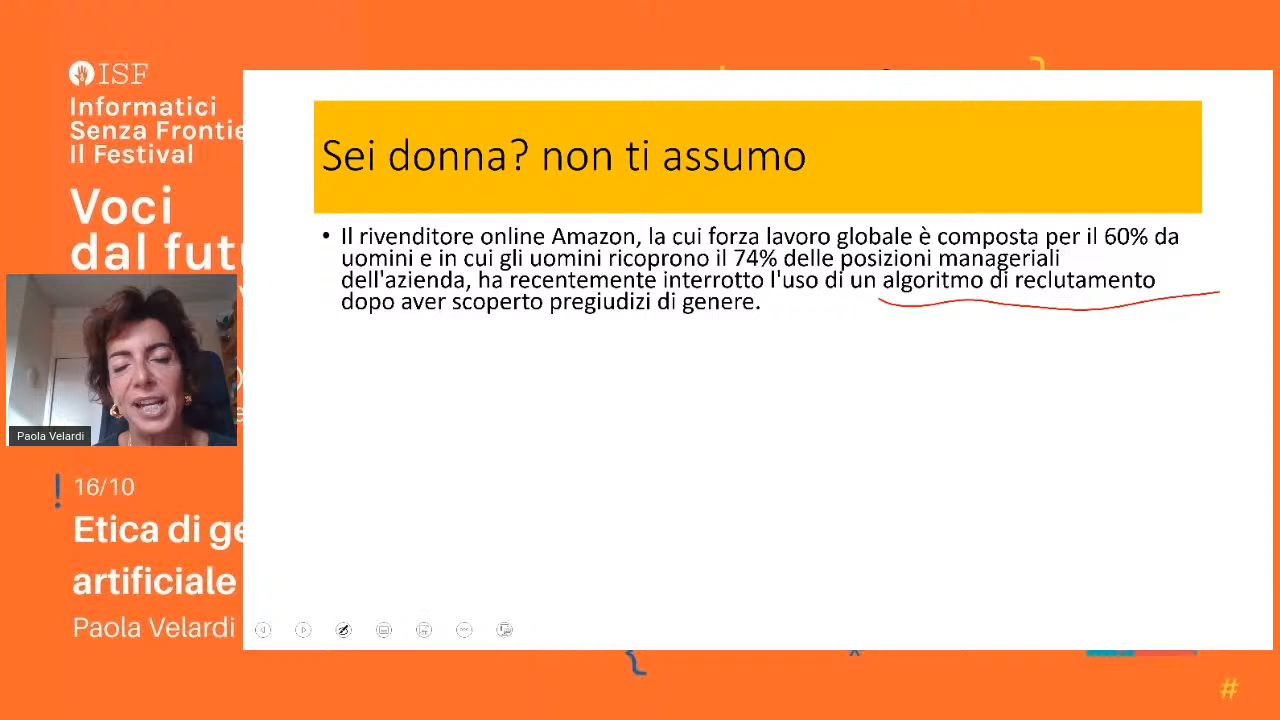 ISF
Informatici
Senza Frontie
Il Festival
Voci
dal futu
Paola Velardi
16/10
Etica di ge
artificiale
Paola Velardi
Sei donna? non ti assumo
• Il rivenditore online Amazon, la cui forza lavoro globale è composta per il 60% da
uomini e in cui gli uomini ricoprono il 74% delle posizioni manageriali
dell'azienda, ha recentemente interrotto l'uso di un algoritmo di reclutamento
dopo aver scoperto pregiudizi di genere.
#